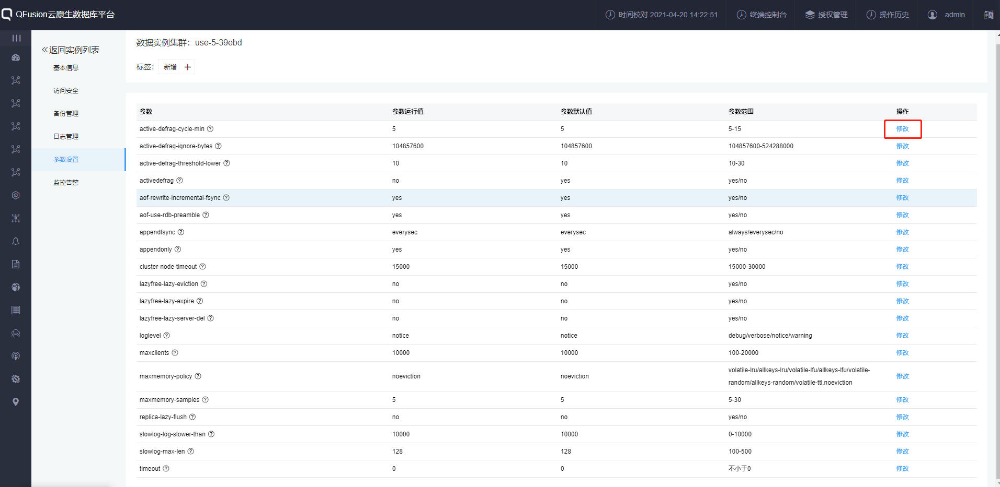 QFusion云原生数据库平台
时间校对 2021-04-20 14:22:51
终端控制台
授权管理
操作历史
admin
返回实例列表
基本信息
访问安全
备份管理
日志管理
参数设置
监控告警
数据实例集群：use-5-39ebd
标签：
新增 +
参数 参数运行值 参数默认值 参数范围 操作
active-defrag-cycle-min 5 5 5-15 修改
active-defrag-ignore-bytes 104857600 104857600 104857600-524288000 修改
active-defrag-threshold-lower 10 10 10-30 修改
activedefrag no yes yes/no 修改
aof-rewrite-incremental-fsync yes yes yes/no 修改
aof-use-rdb-preamble yes yes yes/no 修改
appendfsync everysec everysec always/everysec/no 修改
appendonly yes yes yes/no 修改
cluster-node-timeout 15000 15000 15000-30000 修改
lazyfree-lazy-eviction no no yes/no 修改
lazyfree-lazy-expire no no yes/no 修改
lazyfree-lazy-server-del no no yes/no 修改
loglevel notice notice debug/verbose/notice/warning 修改
maxclients 10000 10000 100-20000 修改
maxmemory-policy noeviction noeviction volatile-lru/allkeys-lru/volatile-lfu/allkeys-lfu/volatile-
random/allkeys-random/volatile-ttl.noeviction 修改
maxmemory-samples 5 5 5-30 修改
replica-lazy-flush no no yes/no 修改
slowlog-log-slower-than 10000 10000 0-10000 修改
slowlog-max-len 128 128 100-500 修改
timeout 0 0 不小于0 修改